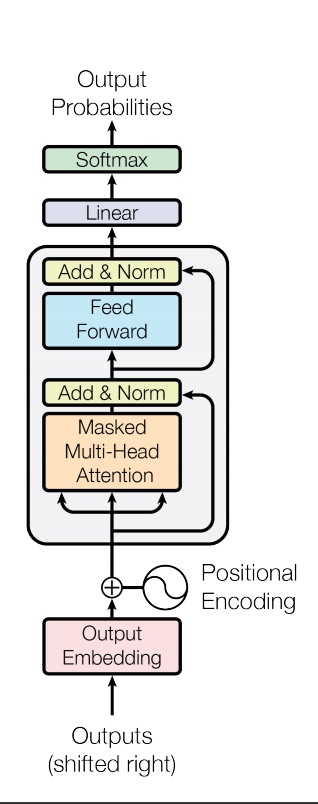 Output
Probabilities
Softmax
Linear
Add & Norm
Feed
Forward
Add & Norm
Masked
Multi-Head
Attention
Positional
Encoding
Output
Embedding
Outputs
(shifted right)